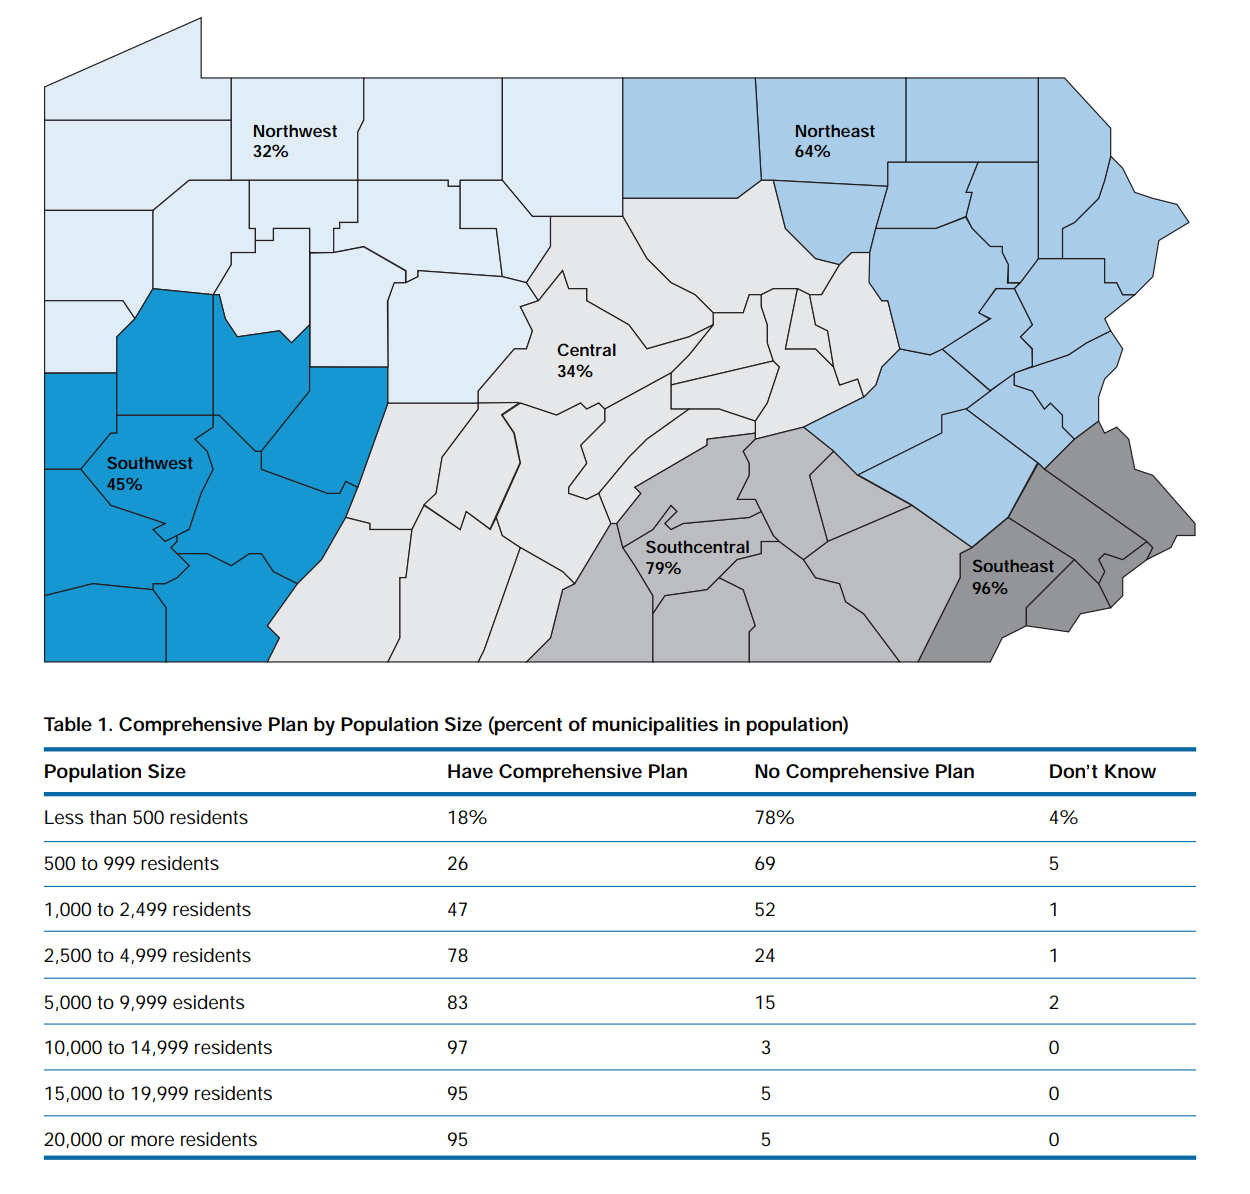 Northwest
32%
Northeast
64%
Central
34%
Southwest
45%
Southcentral
79%
Southeast
96%
Table 1. Comprehensive Plan by Population Size (percent of municipalities in population)
Population Size Have Comprehensive Plan No Comprehensive Plan Don't Know
Less than 500 residents 18% 78% 4%
500 to 999 residents 26 69 5
1,000 to 2,499 residents 47 52 1
2,500 to 4,999 residents 78 24 1
5,000 to 9,999 esidents 83 15 2
10,000 to 14,999 residents 97 3 0
15,000 to 19,999 residents 95 5 0
20,000 or more residents 95 5 0